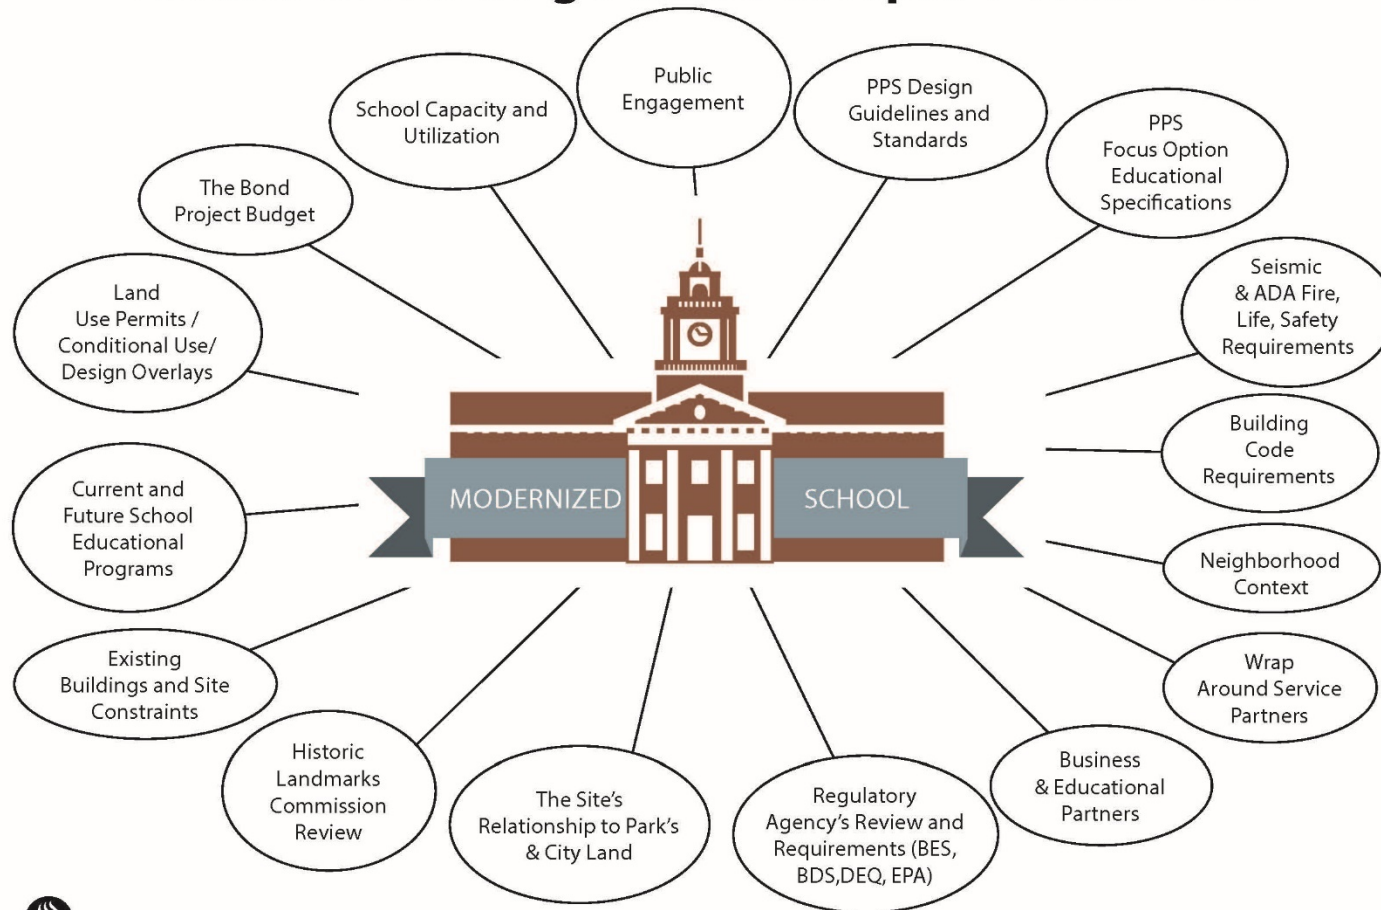 Public
Engagement
PPS Design
Guidelines and
Standards
PPS
Focus Option
Educational
Specifications
Seismic
& ADA Fire,
Life, Safety
Requirements
Building
Code
Requirements
Neighborhood
Context
Wrap
Around Service
Partners
Business
& Educational
Partners
Regulatory
Agency's Review and
Requirements (BES,
BDS,DEQ, EPA)
The Site's
Relationship to Park's
& City Land
Historic
Landmarks
Commission
Review
Existing
Buildings and Site
Constraints
Current and
Future School
Educational
Programs
Land
Use Permits /
Conditional Use/
Design Overlays
The Bond
Project Budget
School Capacity and
Utilization
MODERNIZED SCHOOL